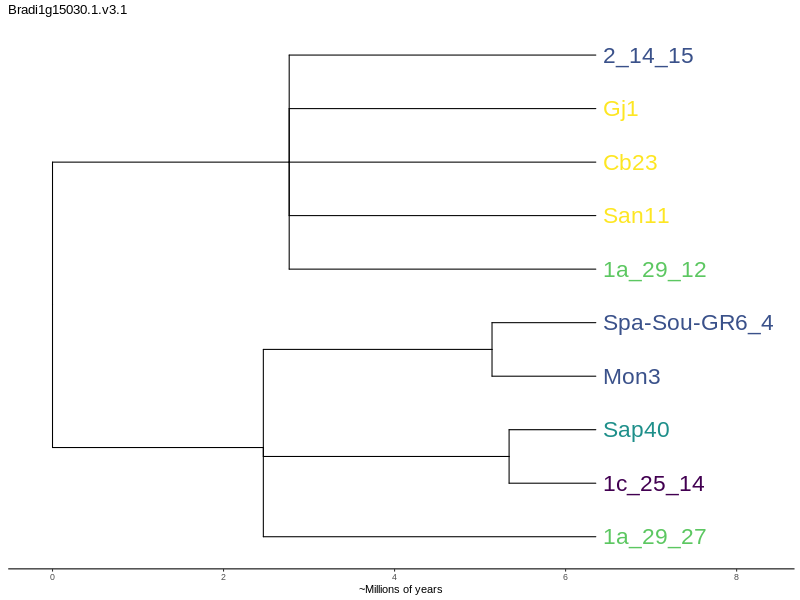 Bradi1g15030.1.v3.1
2_14_15
Gj1
Cb23
San11
1a_29_12
Spa-Sou-GR6_4
Mon3
Sap40
1c_25_14
1a_29_27
0 2 4 6 8
~Millions of years